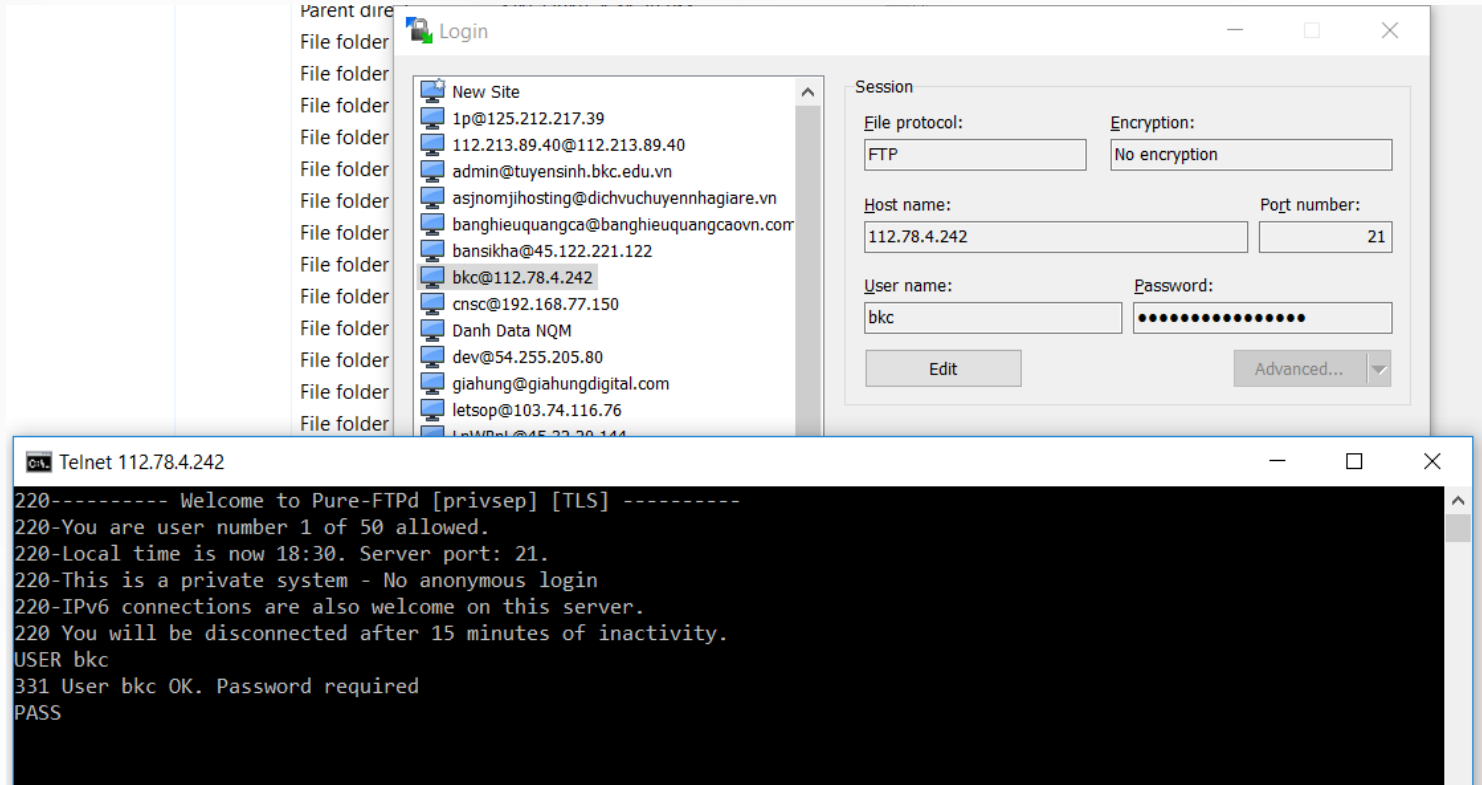 Parent dire
File folder
File folder
File folder
File folder
File folder
File folder
File folder
File folder
File folder
File folder
File folder
File folder
File folder
Login
New Site
1p@125.212.217.39
112.213.89.40@112.213.89.40
admin@tuyensinh.bkc.edu.vn
asjnomjihosting@dichvuchuyennhagiare.vn
banghieuquangca@banghieuquangcaovn.com
bansikha@45.122.221.122
bkc@112.78.4.242
cnsc@192.168.77.150
Danh Data NQM
dev@54.255.205.80
giahung@giahungdigital.com
letsop@103.74.116.76
Session
File protocol: Encryption:
FTP No encryption
Host name: Port number:
112.78.4.242 21
User name: Password:
bkc ●●●●●●●●●●●●●●●●
Edit Advanced...
Telnet 112.78.4.242
220---------- Welcome to Pure-FTPd [privsep] [TLS] ----------
220-You are user number 1 of 50 allowed.
220-Local time is now 18:30. Server port: 21.
220-This is a private system - No anonymous login
220-IPv6 connections are also welcome on this server.
220 You will be disconnected after 15 minutes of inactivity.
USER bkc
331 User bkc OK. Password required
PASS